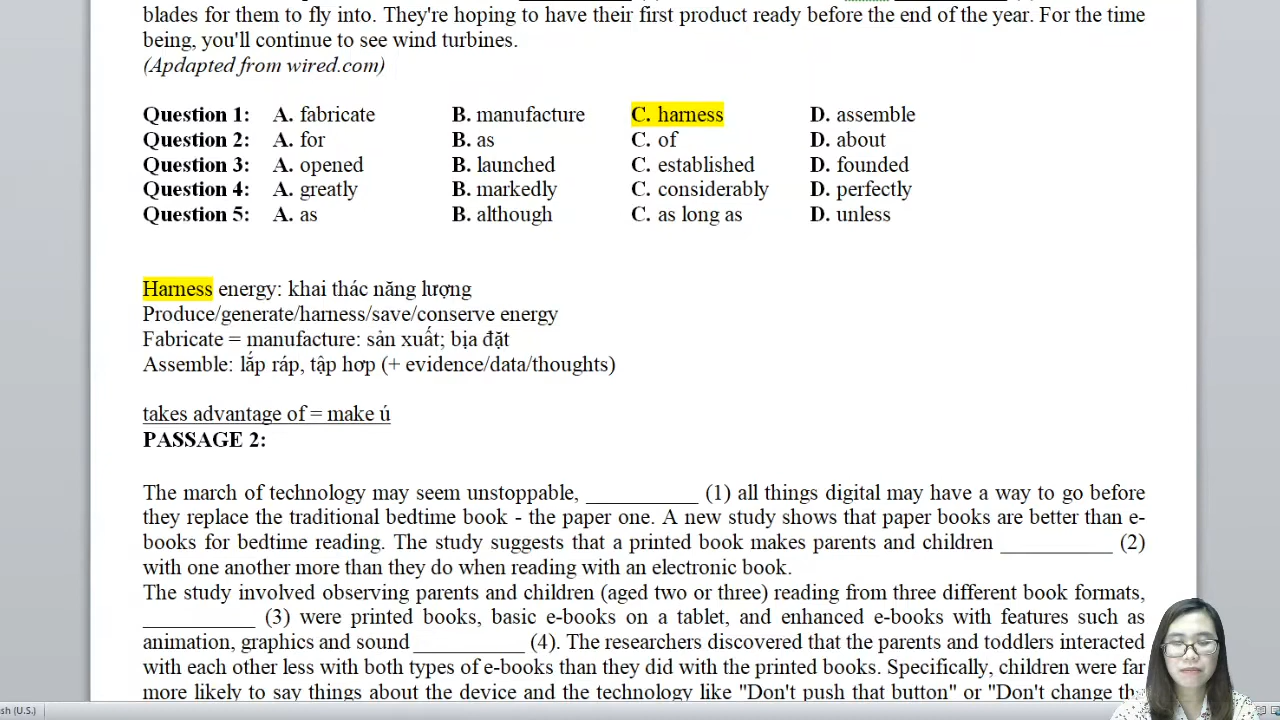 blades for them to fly into. They're hoping to have their first product ready before the end of the year. For the time
being, you'll continue to see wind turbines.
(Apdapted from wired.com)
Question 1: A. fabricate B. manufacture C. harness D. assemble
Question 2: A. for B. as C. of D. about
Question 3: A. opened B. launched C. established D. founded
Question 4: A. greatly B. markedly C. considerably D. perfectly
Question 5: A. as B. although C. as long as D. unless
Harness energy: khai thác năng lượng
Produce/generate/harness/save/conserve energy
Fabricate = manufacture: sản xuất; bịa đặt
Assemble: lắp ráp, tập hợp (+ evidence/data/thoughts)
takes advantage of = make ú
PASSAGE 2:
The march of technology may seem unstoppable, __________ (1) all things digital may have a way to go before
they replace the traditional bedtime book - the paper one. A new study shows that paper books are better than e-
books for bedtime reading. The study suggests that a printed book makes parents and children __________ (2)
with one another more than they do when reading with an electronic book.
The study involved observing parents and children (aged two or three) reading from three different book formats,
__________ (3) were printed books, basic e-books on a tablet, and enhanced e-books with features such as
animation, graphics and sound __________ (4). The researchers discovered that the parents and toddlers interacted
with each other less with both types of e-books than they did with the printed books. Specifically, children were far
more likely to say things about the device and the technology like "Don't push that button" or "Don't change
sh (U.S.)